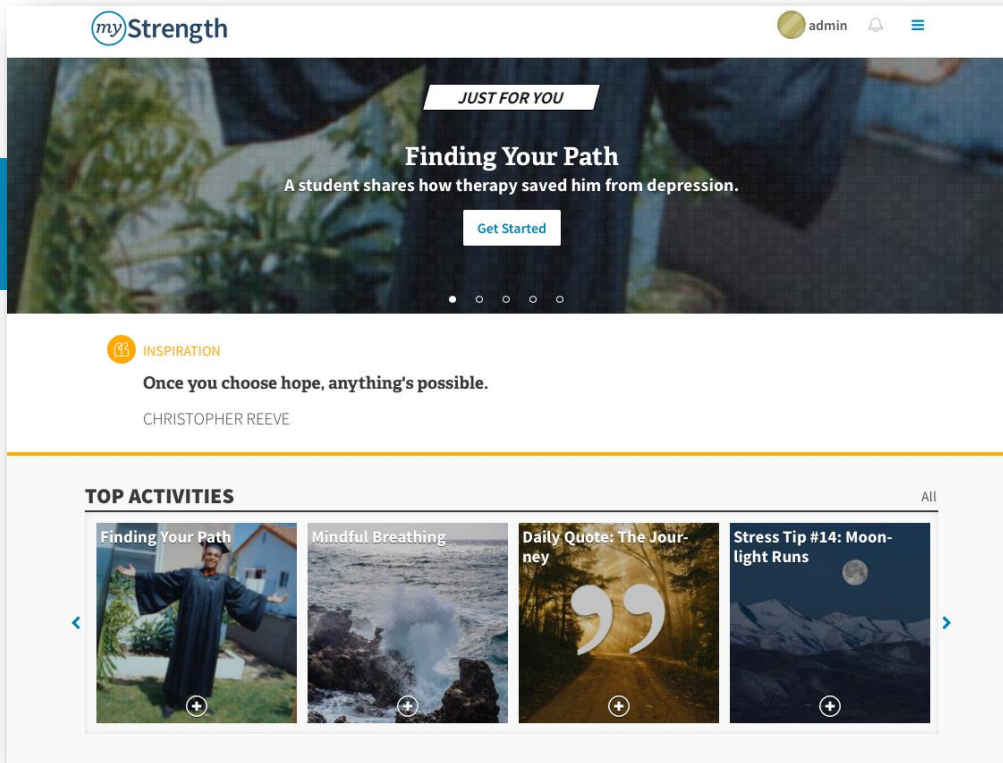 myStrength
admin
JUST FOR YOU
Finding Your Path
A student shares how therapy saved him from depression.
Get Started
INSPIRATION
Once you choose hope, anything's possible.
CHRISTOPHER REEVE
TOP ACTIVITIES
All
Finding Your Path
Mindful Breathing
Daily Quote: The Jour-
ney
Stress Tip #14: Moon-
light Runs